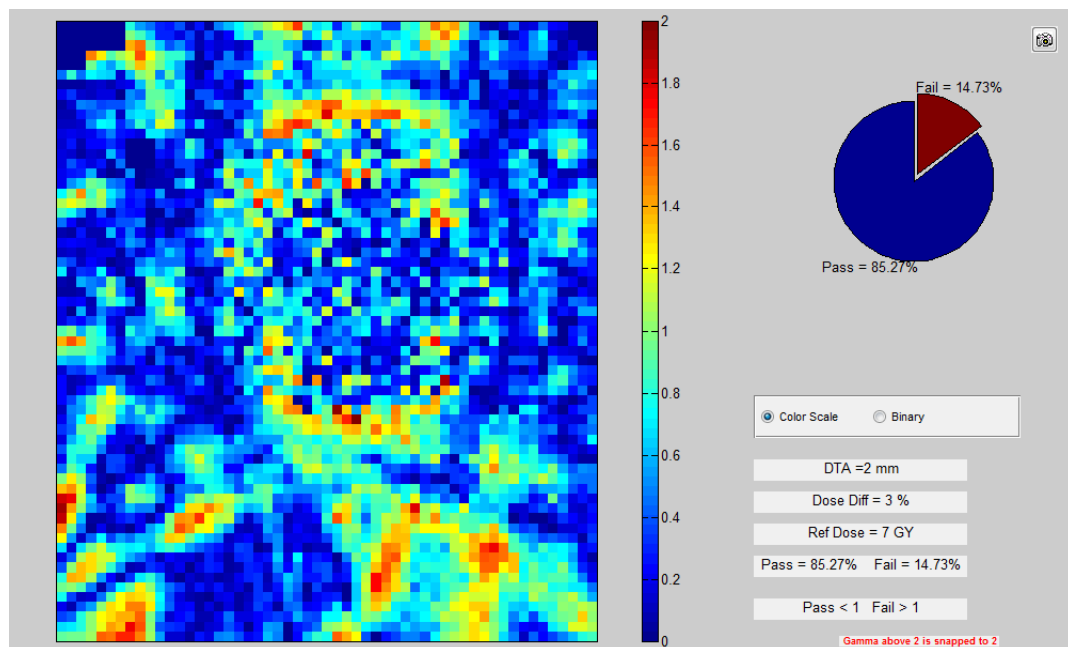 2
1.8
1.6
1.4
1.2
1
0.8
0.6
0.4
0.2
0
Fail = 14.73%
Pass = 85.27%
Color Scale
Binary
DTA =2 mm
Dose Diff = 3 %
Ref Dose = 7 GY
Pass = 85.27% Fail = 14.73%
Pass < 1 Fail > 1
Gamma above 2 is snapped to 2